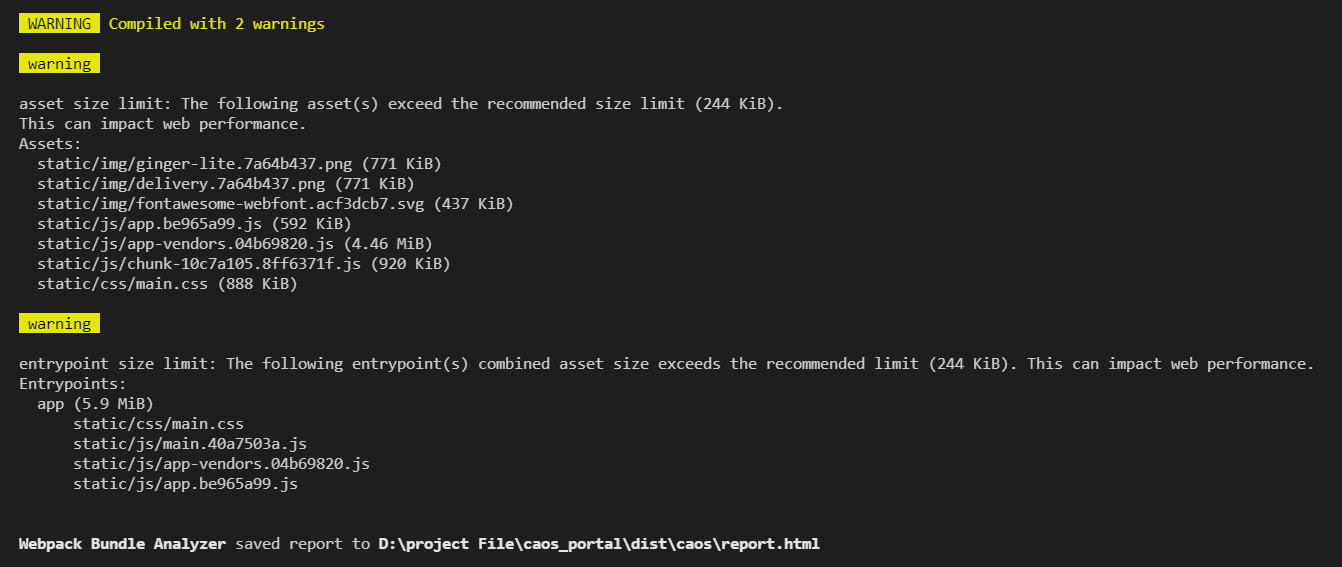 WARNING Compiled with 2 warnings
warning
asset size limit: The following asset(s) exceed the recommended size limit (244 KiB).
This can impact web performance.
Assets:
static/img/ginger-lite.7a64b437.png (771 KiB)
static/img/delivery.7a64b437.png (771 KiB)
static/img/fontawesome-webfont.acf3dcb7.svg (437 KiB)
static/js/app.be965a99.js (592 KiB)
static/js/app-vendors.04b69820.js (4.46 MiB)
static/js/chunk-10c7a105.8ff6371f.js (920 KiB)
static/css/main.css (888 KiB)
warning
entrypoint size limit: The following entrypoint(s) combined asset size exceeds the recommended limit (244 KiB). This can impact web performance.
Entrypoints:
app (5.9 MiB)
static/css/main.css
static/js/main.40a7503a.js
static/js/app-vendors.04b69820.js
static/js/app.be965a99.js
Webpack Bundle Analyzer saved report to D:\project File\caos_portal\dist\caos\report.html